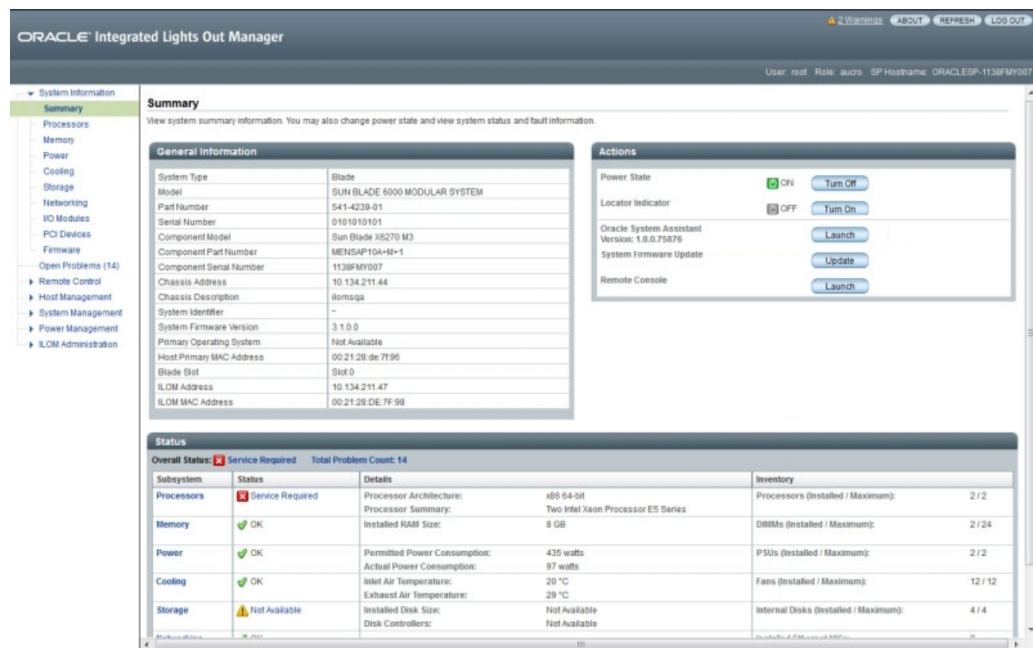 2 Warnings ABOUT REFRESH LOG OUT
ORACLE Integrated Lights Out Manager
User: root Role: aucro SP Hostname: ORACLESP-1138FMY007
System Information
Summary
Processors
Memory
Power
Cooling
Storage
Networking
I/O Modules
PCI Devices
Firmware
Open Problems (14)
Remote Control
Host Management
System Management
Power Management
ILOM Administration
Summary
View system summary information. You may also change power state and view system status and fault information.
General Information
System Type Blade
Model SUN BLADE 6000 MODULAR SYSTEM
Part Number 541-4239-01
Serial Number 0101010101
Component Model Sun Blade X6270 M3
Component Part Number MENSAP10A+M+1
Component Serial Number 1138FMY007
Chassis Address 10.134.211.44
Chassis Description ilomsqa
System Identifier -
System Firmware Version 3.1.0.0
Primary Operating System Not Available
Host Primary MAC Address 00:21:28:de:7f:96
Blade Slot Slot 0
ILOM Address 10.134.211.47
ILOM MAC Address 00:21:28:DE:7F:98
Actions
Power State ON Turn Off
Locator Indicator OFF Turn On
Oracle System Assistant
Version: 1.0.0.75876 Launch
System Firmware Update Update
Remote Console Launch
Status
Overall Status: Service Required Total Problem Count: 14
Subsystem Status Details Inventory
Processors Service Required Processor Architecture: x86 64-bit Processors (Installed / Maximum): 2 / 2
Processor Summary: Two Intel Xeon Processor E5 Series
Memory OK Installed RAM Size: 8 GB DIMMs (Installed / Maximum): 2 / 24
Power OK Permitted Power Consumption: 435 watts PSUs (Installed / Maximum): 2 / 2
Actual Power Consumption: 97 watts
Cooling OK Inlet Air Temperature: 20 °C Fans (Installed / Maximum): 12 / 12
Exhaust Air Temperature: 29 °C
Storage Not Available Installed Disk Size: Not Available Internal Disks (Installed / Maximum): 4 / 4
Disk Controllers: Not Available